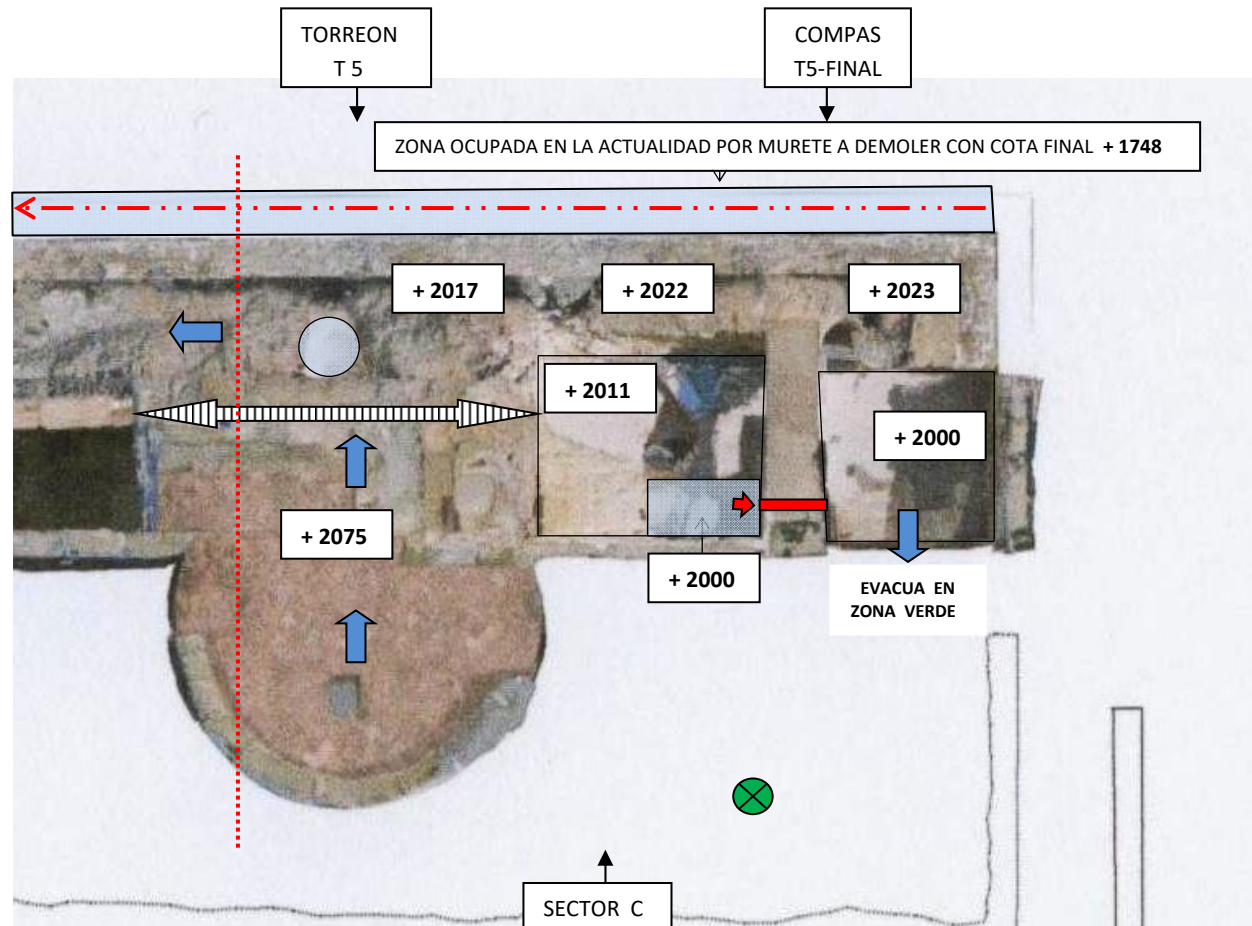 TORREON
T 5
COMPAS
T5-FINAL
ZONA OCUPADA EN LA ACTUALIDAD POR MURETE A DEMOLER CON COTA FINAL + 1748
+ 2017
+ 2022
+ 2023
+ 2011
+ 2000
+ 2075
+ 2000
EVACUA EN
ZONA VERDE
SECTOR C